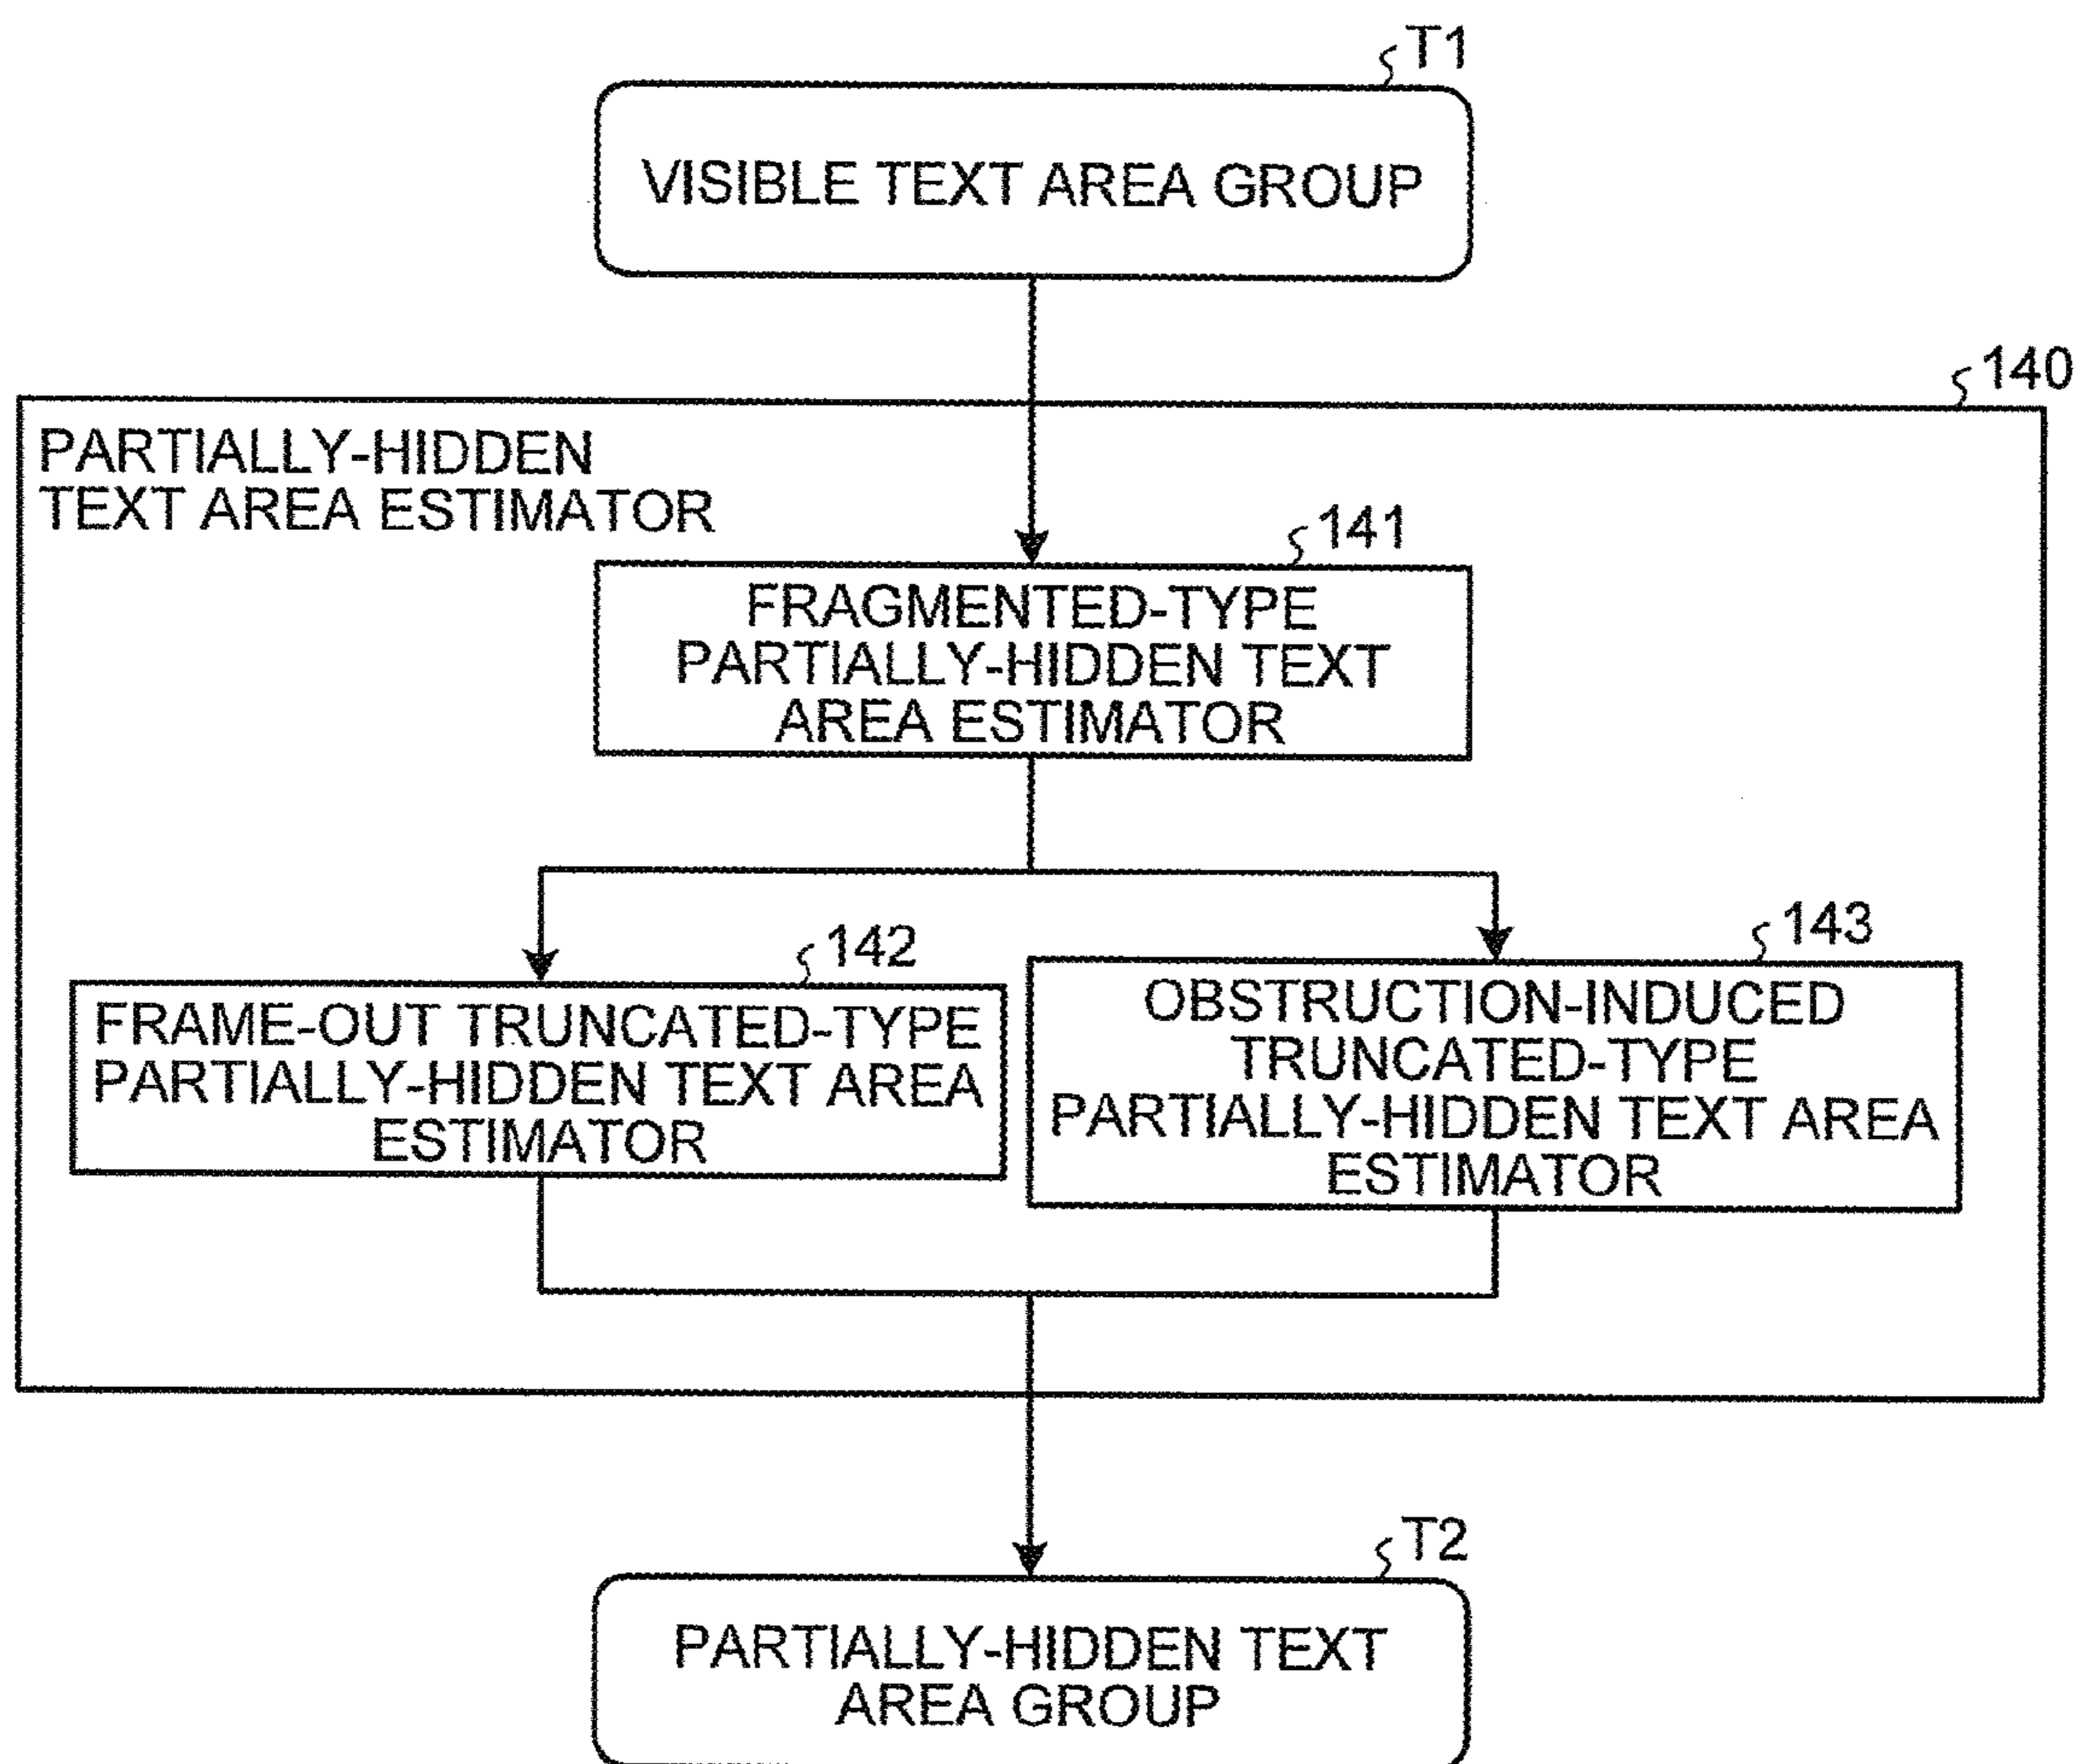 T1
VISIBLE TEXT AREA GROUP
140
PARTIALLY-HIDDEN
TEXT AREA ESTIMATOR
141
FRAGMENTED-TYPE
PARTIALLY-HIDDEN TEXT
AREA ESTIMATOR
142
FRAME-OUT TRUNCATED-TYPE
PARTIALLY-HIDDEN TEXT AREA
ESTIMATOR
143
OBSTRUCTION-INDUCED
TRUNCATED-TYPE
PARTIALLY-HIDDEN TEXT AREA
ESTIMATOR
T2
PARTIALLY-HIDDEN TEXT
AREA GROUP